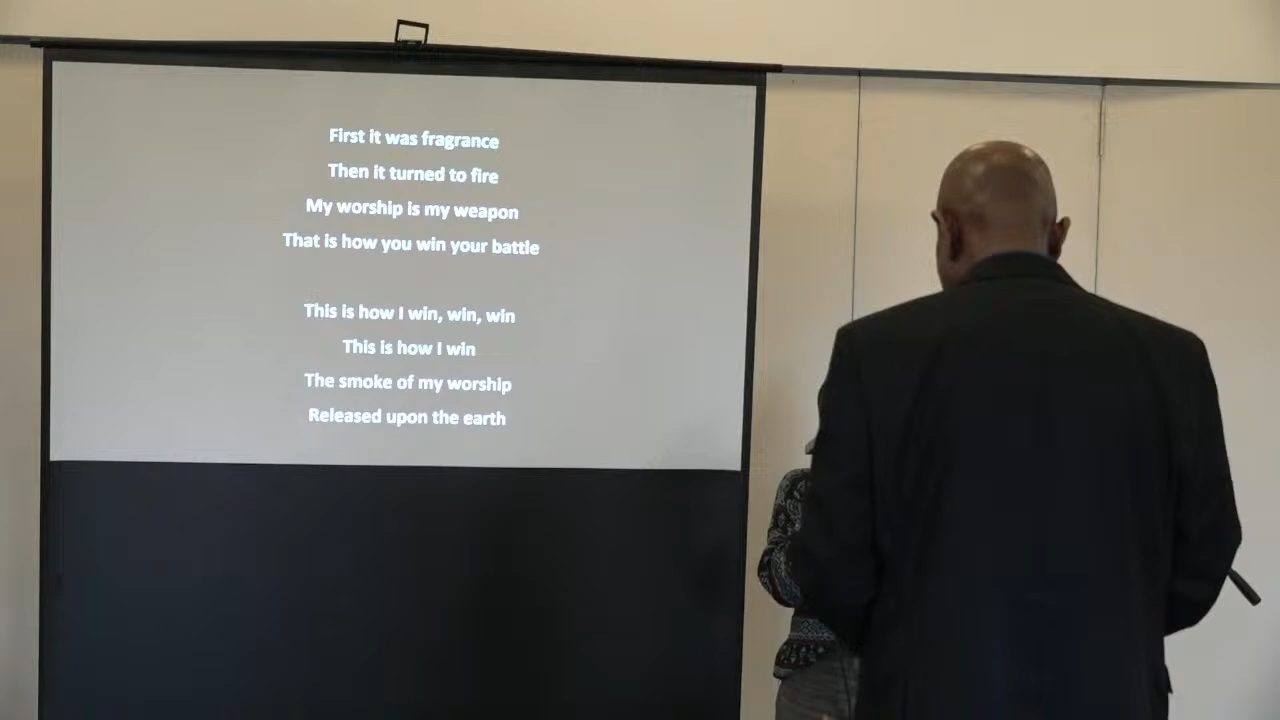 First it was fragrance
Then it turned to fire
My worship is my weapon
That is how you win your battle
This is how I win, win, win
This is how I win
The smoke of my worship
Released upon the earth